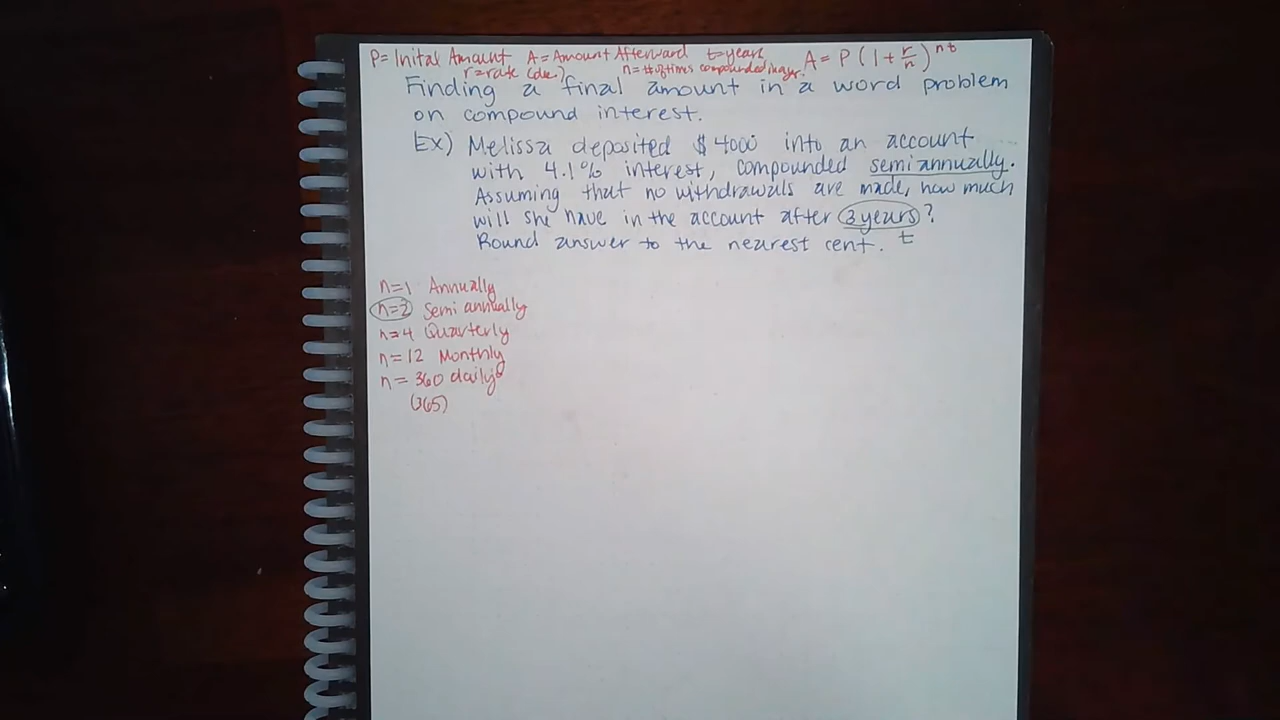 P= Inital Amount A= Amount Afterward t=years A= P(1+r/n)^nt
r=rate (dec.) n= # of times compounded in a yr.
Finding a final amount in a word problem
on compound interest.
Ex) Melissa deposited $4000 into an account
with 4.1% interest, compounded semiannually.
Assuming that no withdrawals are made, how much
will she have in the account after 3 years?
Round answer to the nearest cent. t
n=1 Annually
n=2 Semi annually
n=4 Quarterly
n=12 Monthly
n= 360 daily
(365)